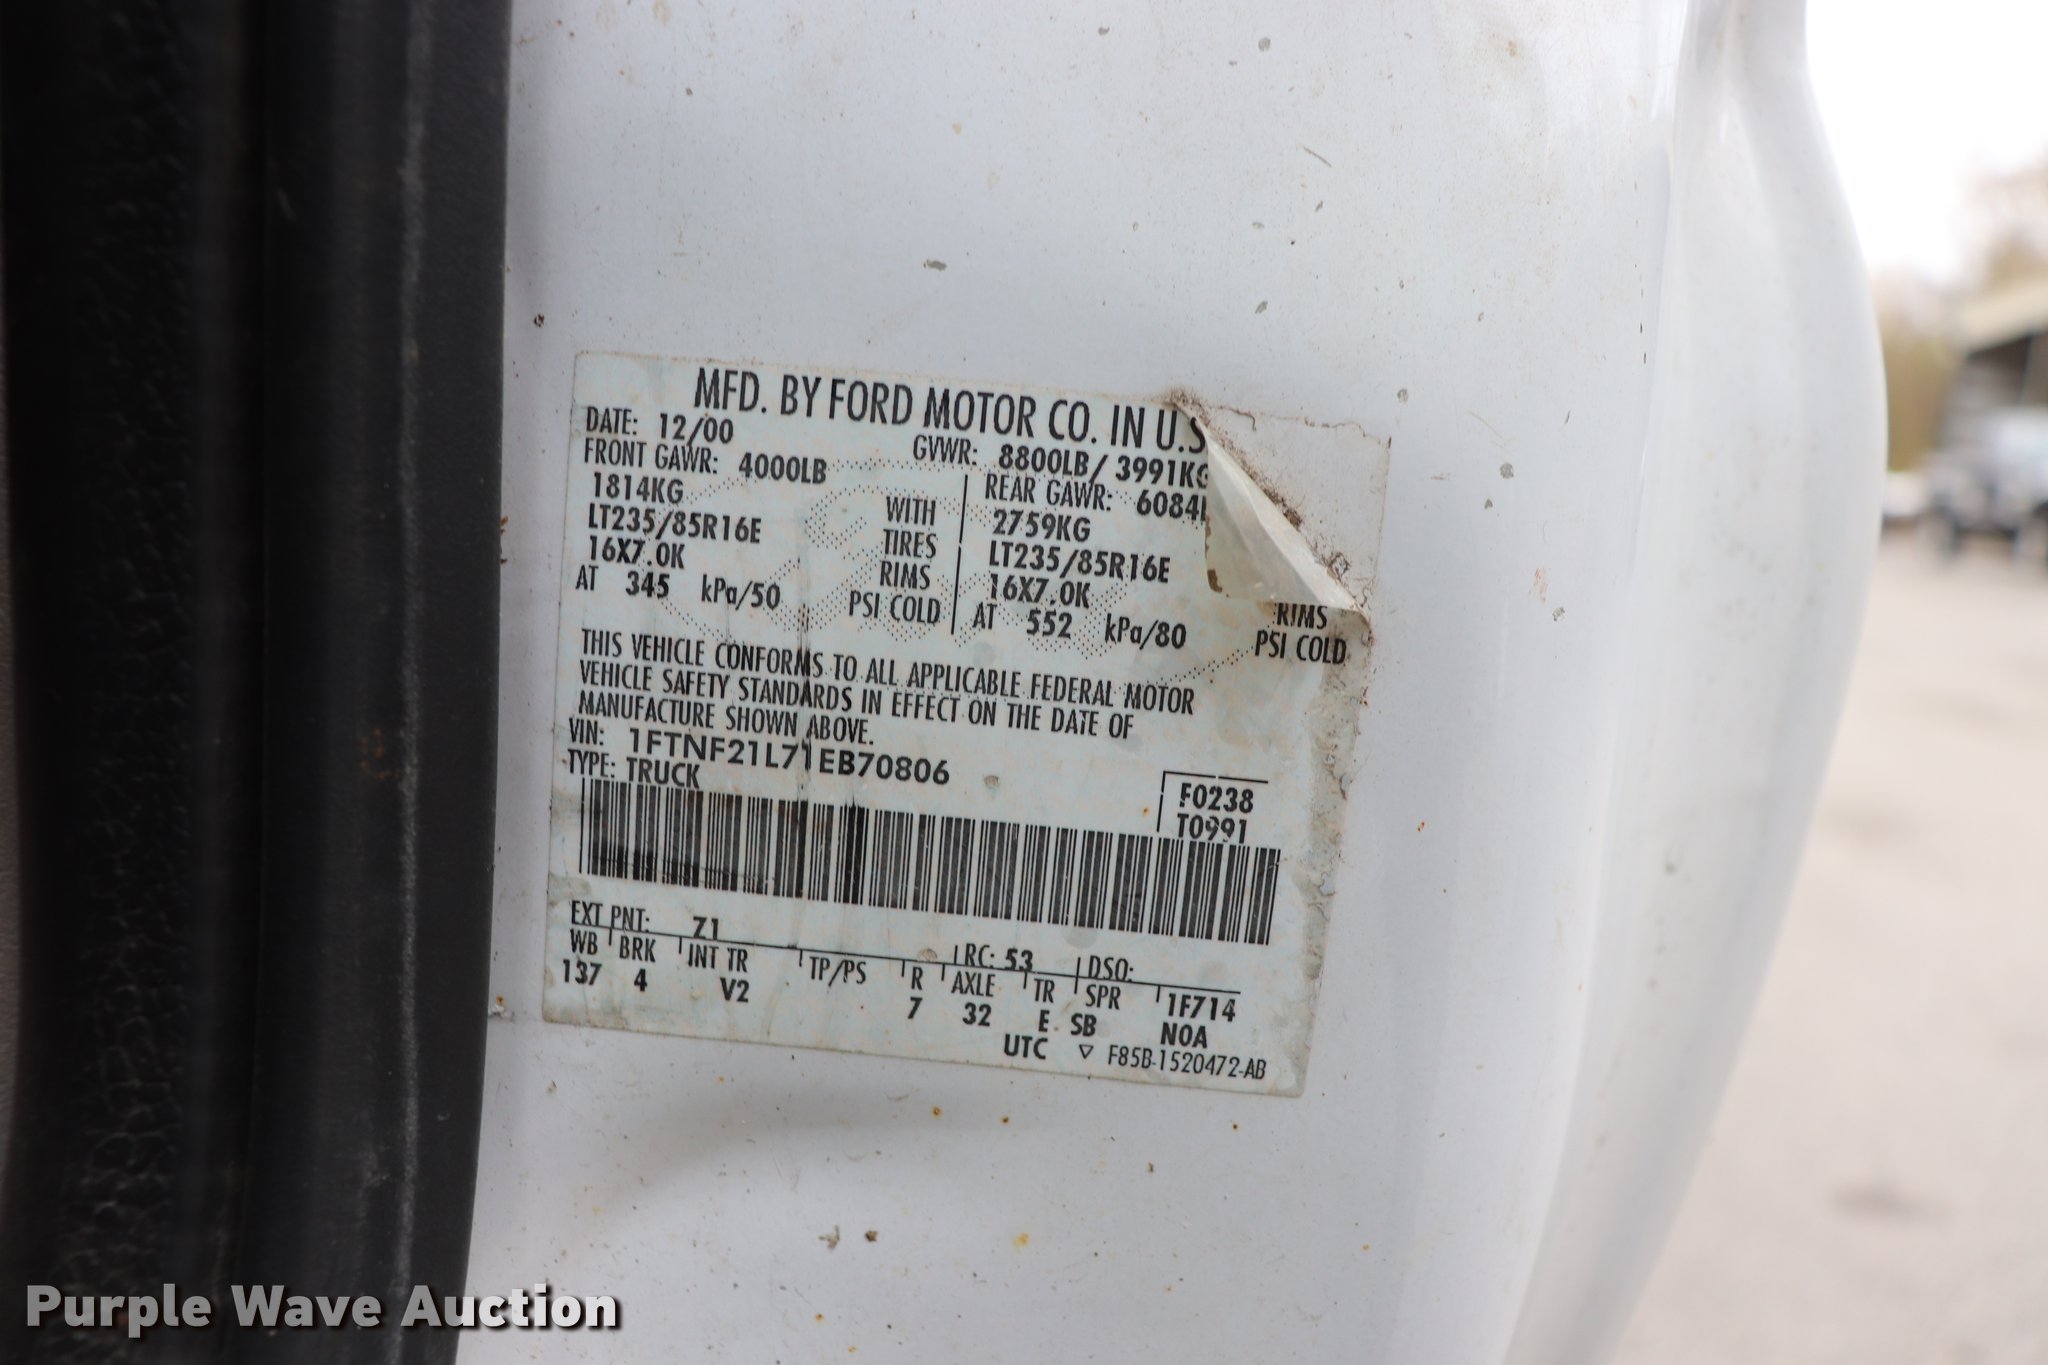 MFD. BY FORD MOTOR CO. IN U.S
DATE: 12/00 GVWR: 8800LB/ 3991KG
FRONT GAWR: 4000LB REAR GAWR: 6084
1814KG WITH 2759KG
LT235/85R16E TIRES LT235/85R16E
16X7.0K RIMS 16X7.0K RIMS
AT 345 kPa/50 PSI COLD AT 552 kPa/80 PSI COLD
THIS VEHICLE CONFORMS TO ALL APPLICABLE FEDERAL MOTOR
VEHICLE SAFETY STANDARDS IN EFFECT ON THE DATE OF
MANUFACTURE SHOWN ABOVE.
VIN: 1FTNF21L71EB70806
TYPE: TRUCK
F0238
T0991
EXT PNT: Z1 RC: 53 DSO:
WB BRK INT TR TP/PS R AXLE TR SPR 1F714
137 4 V2 7 32 E SB N0A
UTC ▽ F85B-1520472-AB
Purple Wave Auction